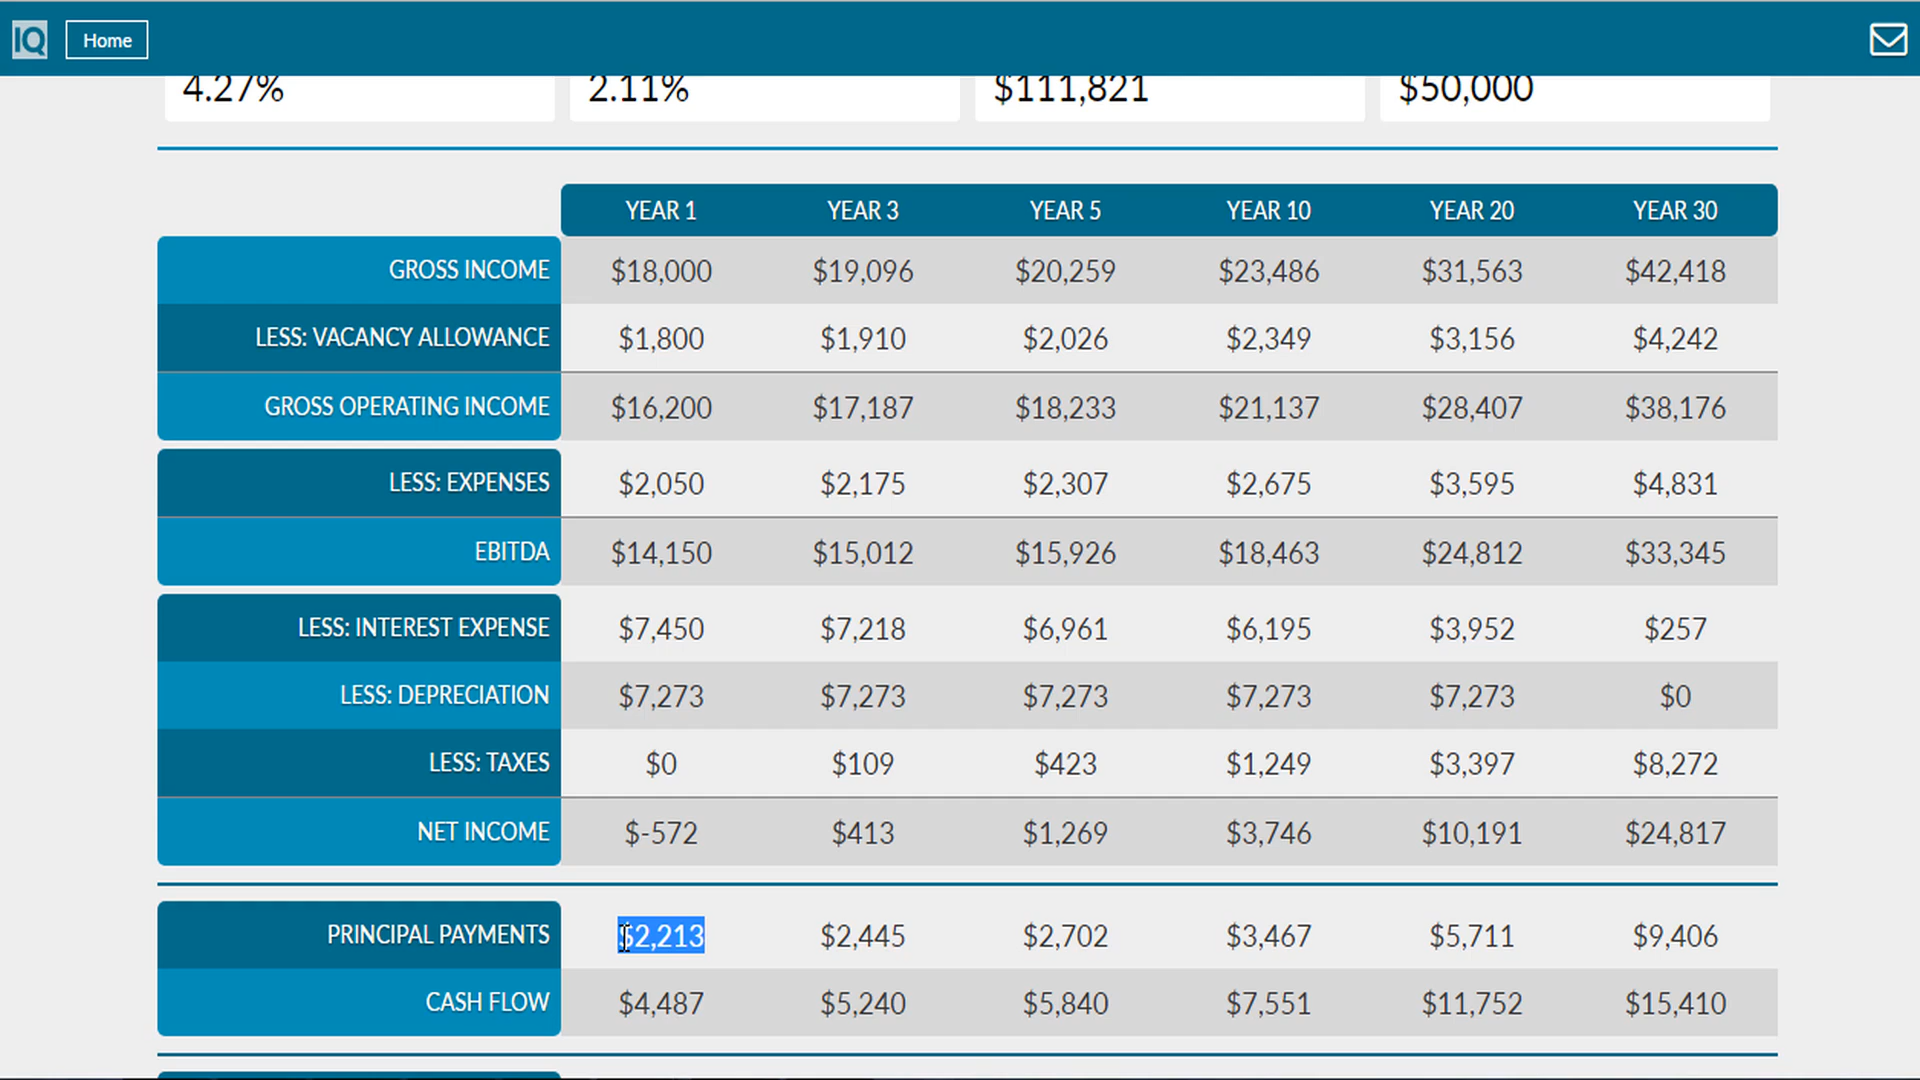 IQ Home
4.27% 2.11% $111,821 $50,000
YEAR 1 YEAR 3 YEAR 5 YEAR 10 YEAR 20 YEAR 30
GROSS INCOME $18,000 $19,096 $20,259 $23,486 $31,563 $42,418
LESS: VACANCY ALLOWANCE $1,800 $1,910 $2,026 $2,349 $3,156 $4,242
GROSS OPERATING INCOME $16,200 $17,187 $18,233 $21,137 $28,407 $38,176
LESS: EXPENSES $2,050 $2,175 $2,307 $2,675 $3,595 $4,831
EBITDA $14,150 $15,012 $15,926 $18,463 $24,812 $33,345
LESS: INTEREST EXPENSE $7,450 $7,218 $6,961 $6,195 $3,952 $257
LESS: DEPRECIATION $7,273 $7,273 $7,273 $7,273 $7,273 $0
LESS: TAXES $0 $109 $423 $1,249 $3,397 $8,272
NET INCOME $-572 $413 $1,269 $3,746 $10,191 $24,817
PRINCIPAL PAYMENTS $2,213 $2,445 $2,702 $3,467 $5,711 $9,406
CASH FLOW $4,487 $5,240 $5,840 $7,551 $11,752 $15,410